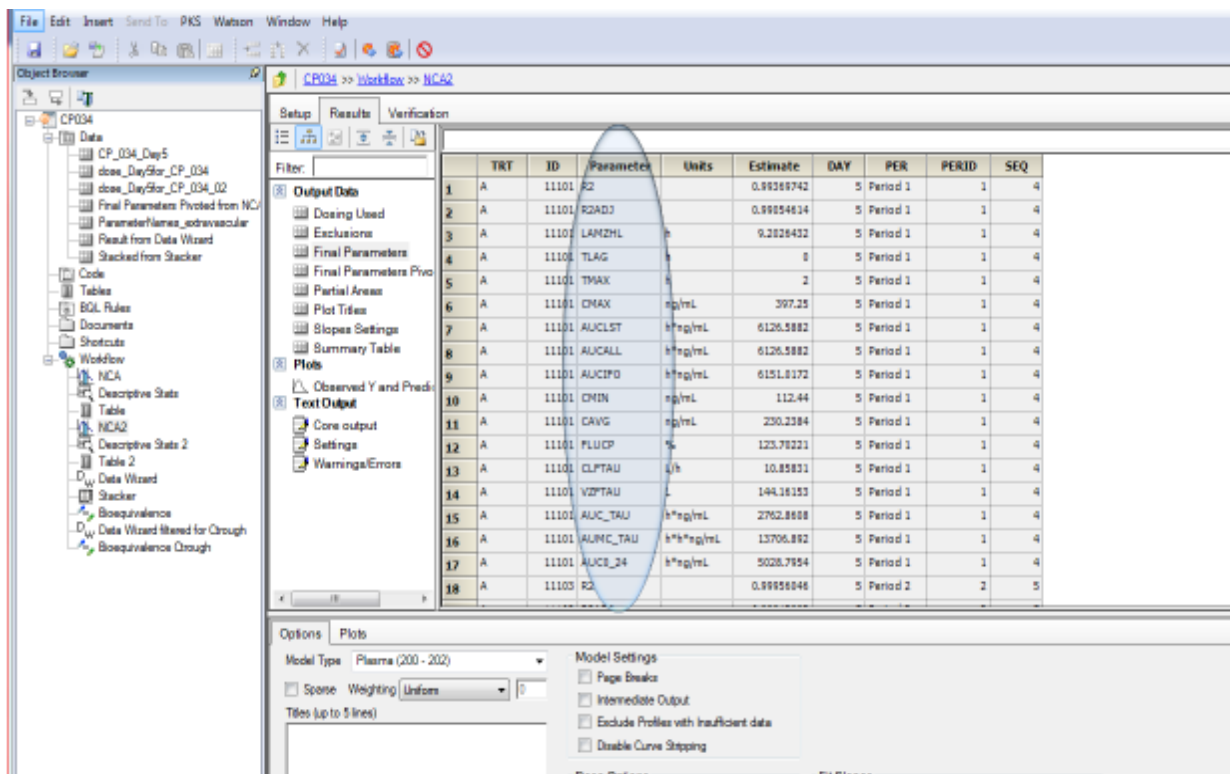 File Edit Insert Send To PKS Watson Window Help
Object Browser
CP034
Data
CP_034_Day5
dose_Day5for_CP_034
dose_Day5for_CP_034_02
Final Parameters Pivoted from NCA
ParameterNames_extravascular
Result from Data Wizard
Stacked from Stacker
Code
Tables
BQL Rules
Documents
Shortcuts
Workflow
NCA
Descriptive Stats
Table
NCA2
Descriptive Stats 2
Table 2
Data Wizard
Stacker
Bioequivalence
Data Wizard filtered for Ctrough
Bioequivalence Ctrough
CP034 >> Workflow >> NCA2
Setup Results Verification
Filter:
Output Data
Dosing Used
Exclusions
Final Parameters
Final Parameters Pivo
Partial Areas
Plot Titles
Slopes Settings
Summary Table
Plots
Observed Y and Predic
Text Output
Core output
Settings
Warnings/Errors
TRT ID Parameter Units Estimate DAY PER PERID SEQ
1 A 11101 R2 0.99369742 5 Period 1 1 4
2 A 11101 R2ADJ 0.99054614 5 Period 1 1 4
3 A 11101 LAMZHL h 9.2026432 5 Period 1 1 4
4 A 11101 TLAG h 0 5 Period 1 1 4
5 A 11101 TMAX h 2 5 Period 1 1 4
6 A 11101 CMAX ng/mL 397.25 5 Period 1 1 4
7 A 11101 AUCLST h*ng/mL 6126.5882 5 Period 1 1 4
8 A 11101 AUCALL h*ng/mL 6126.5882 5 Period 1 1 4
9 A 11101 AUCIFO h*ng/mL 6151.0172 5 Period 1 1 4
10 A 11101 CMIN ng/mL 112.44 5 Period 1 1 4
11 A 11101 CAVG ng/mL 230.2384 5 Period 1 1 4
12 A 11101 FLUCP % 123.70221 5 Period 1 1 4
13 A 11101 CLFTAU L/h 10.85831 5 Period 1 1 4
14 A 11101 VZFTAU L 144.16153 5 Period 1 1 4
15 A 11101 AUC_TAU h*ng/mL 2762.8608 5 Period 1 1 4
16 A 11101 AUMC_TAU h*h*ng/mL 13706.892 5 Period 1 1 4
17 A 11101 AUC0_24 h*ng/mL 5028.7954 5 Period 1 1 4
18 A 11103 R2 0.99956046 5 Period 2 2 5
Options Plots
Model Type Plasma (200 - 202)
Sparse Weighting Uniform 0
Titles (up to 5 lines)
Model Settings
Page Breaks
Intermediate Output
Exclude Profiles with Insufficient data
Disable Curve Stripping